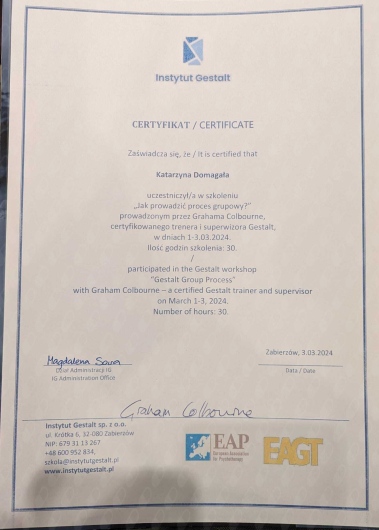 Instytut Gestalt
CERTYFIKAT / CERTIFICATE
Zaświadcza się, że / It is certified that
Katarzyna Domagała
uczestniczył/a w szkoleniu
„Jak prowadzić proces grupowy?”
prowadzonym przez Grahama Colbourne,
certyfikowanego trenera i superwizora Gestalt,
w dniach 1-3.03.2024.
Ilość godzin szkolenia: 30.
/
participated in the Gestalt workshop
"Gestalt Group Process"
with Graham Colbourne – a certified Gestalt trainer and supervisor
on March 1-3, 2024.
Number of hours: 30.
Magdalena Sowa
Dział Administracji IG
IG Administration Office
Zabierzów, 3.03.2024
Data / Date
Graham Colbourne
Instytut Gestalt sp. z o.o.
ul. Krótka 6, 32-080 Zabierzów
NIP: 679 31 13 267
+48 600 952 834,
szkola@instytutgestalt.pl
www.instytutgestalt.pl
EAP
European Association
for Psychotherapy
EAGT